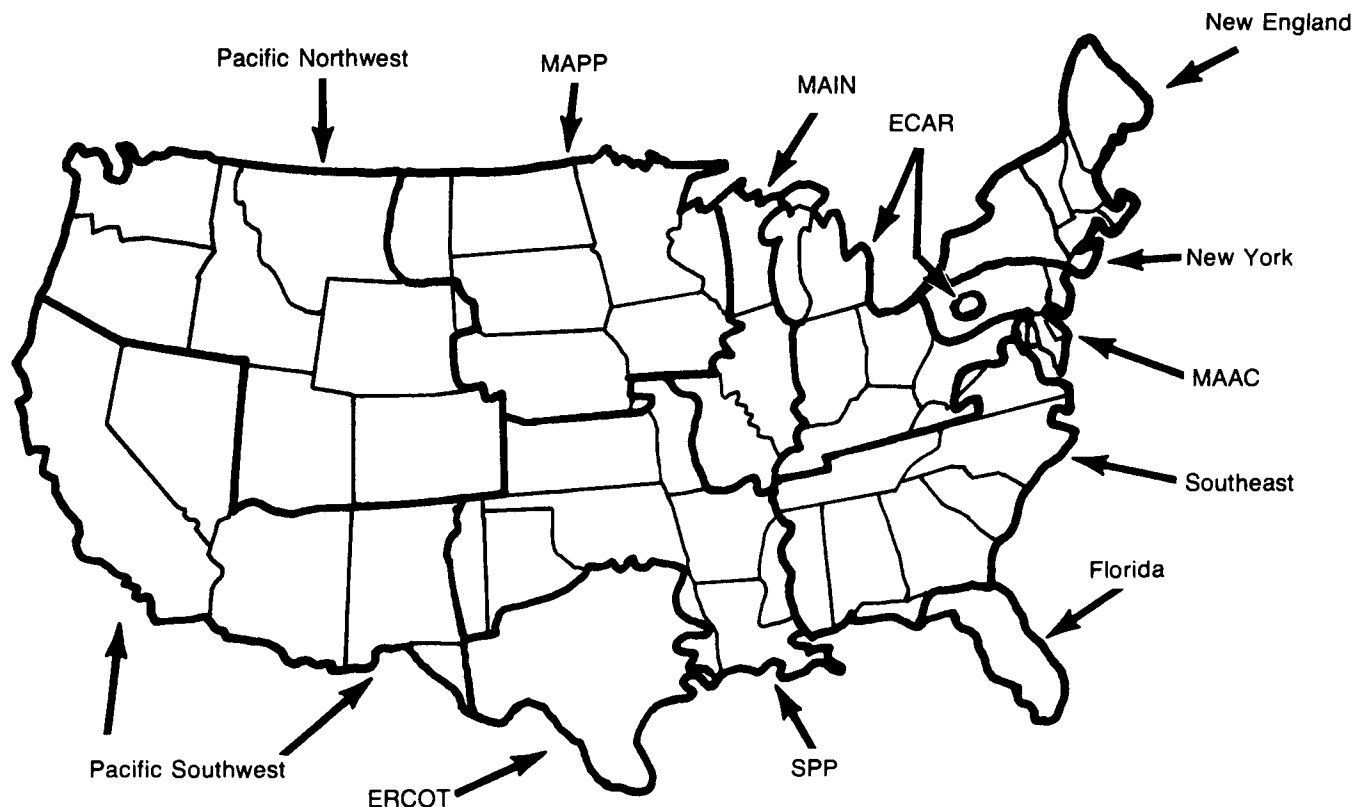 New England
Pacific Northwest
MAPP
MAIN
ECAR
New York
MAAC
Southeast
Florida
Pacific Southwest
SPP
ERCOT